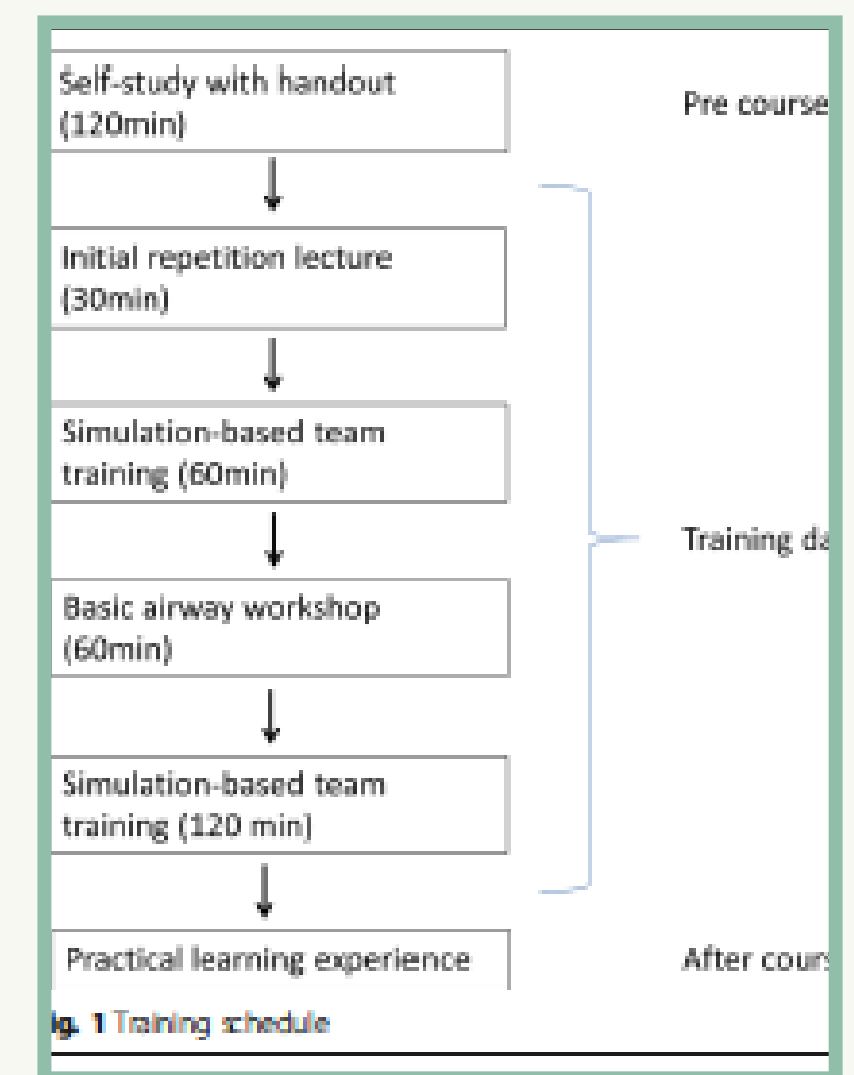 Self-study with handout
(120min)
Pre course
Initial repetition lecture
(30min)
Simulation-based team
training (60min)
Training da
Basic airway workshop
(60min)
Simulation-based team
training (120 min)
Practical learning experience
After cours
ig. 1 Training schedule